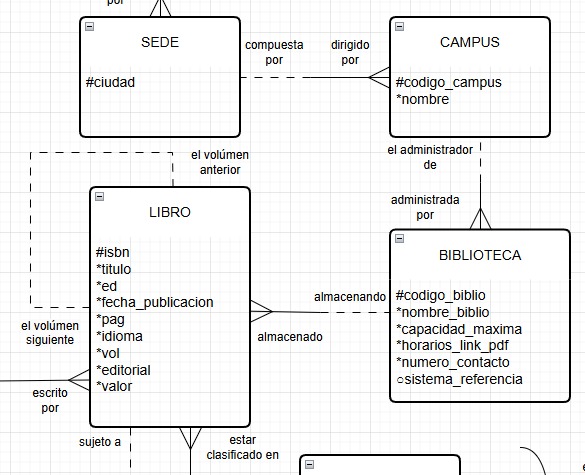 por
SEDE
#ciudad
compuesta
por
dirigido
por
CAMPUS
#codigo_campus
*nombre
el administrador
de
administrada
por
el volúmen
anterior
LIBRO
#isbn
*titulo
*ed
*fecha_publicacion
*pag
*idioma
*vol
*editorial
*valor
el volúmen
siguiente
escrito
por
almacenando
almacenado
BIBLIOTECA
#codigo_biblio
*nombre_biblio
*capacidad_maxima
*horarios_link_pdf
*numero_contacto
○sistema_referencia
sujeto a
estar
clasificado en